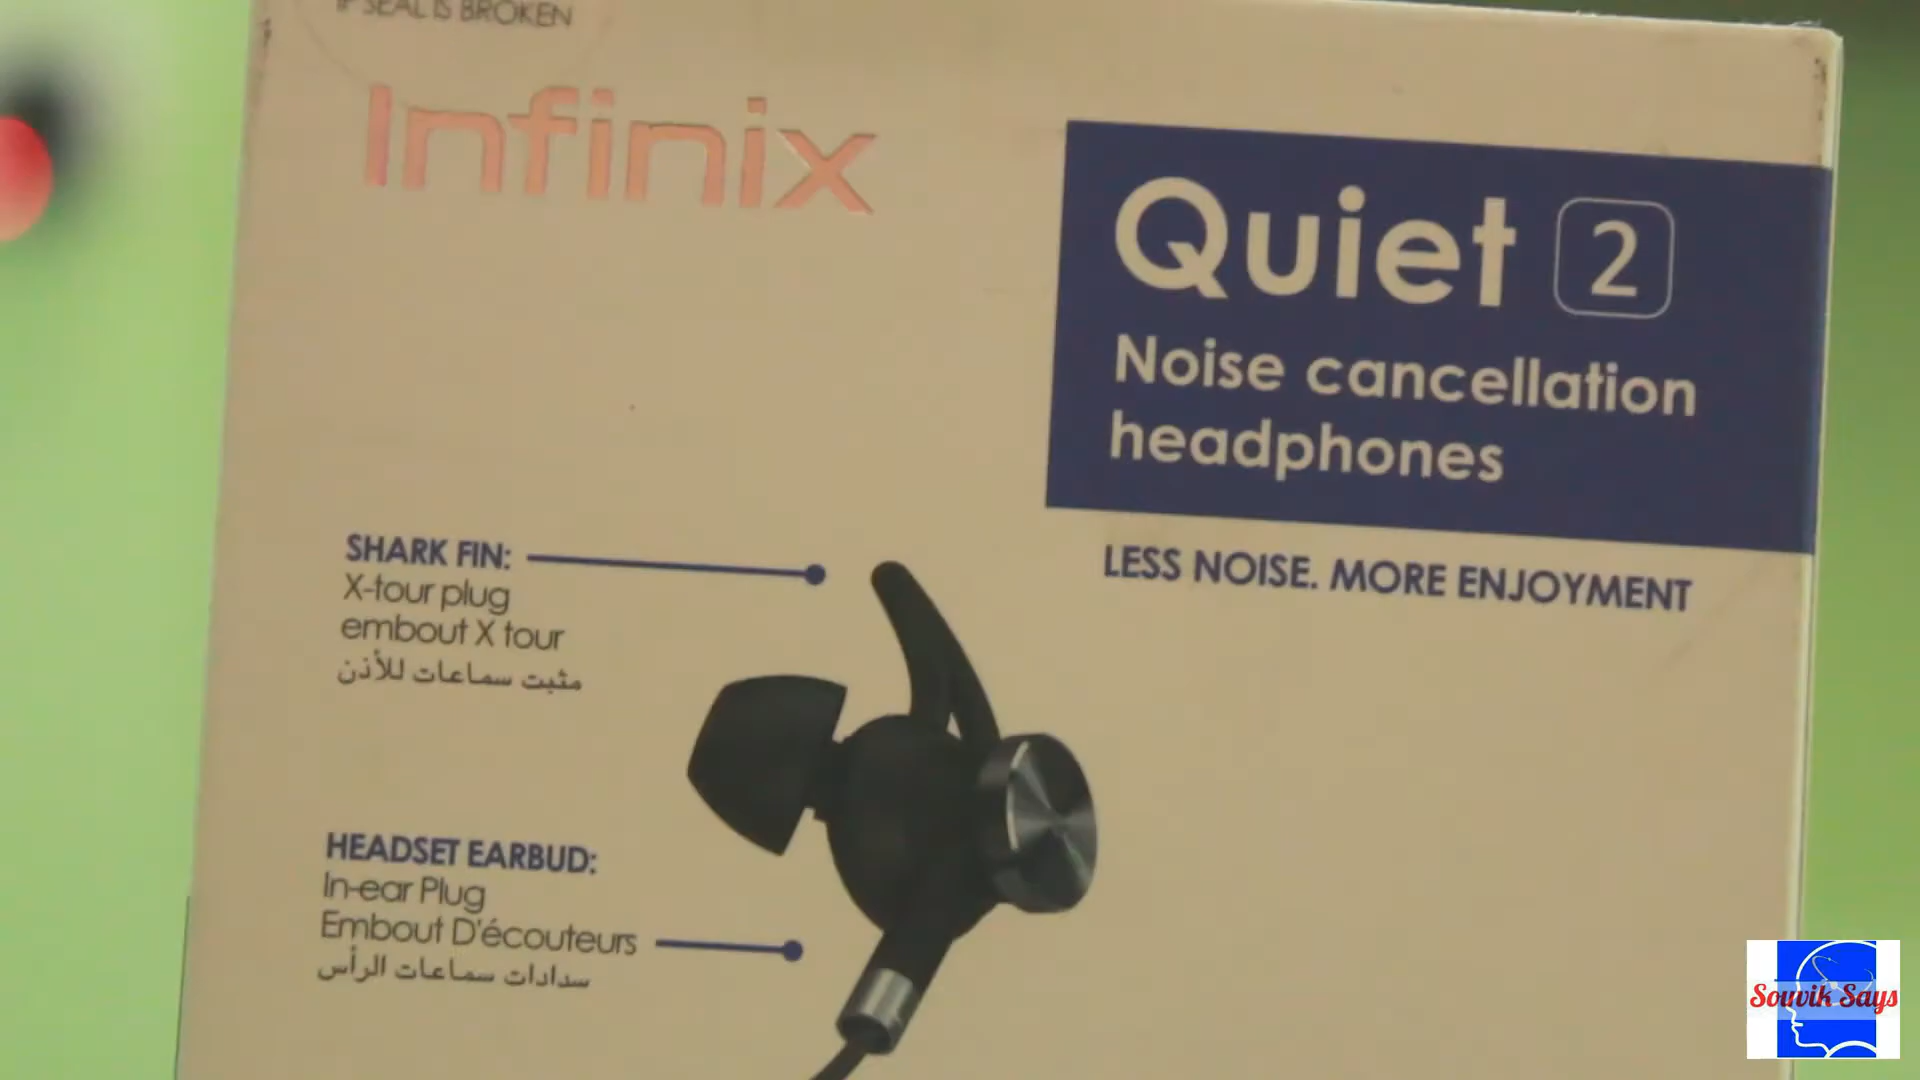 IF SEAL IS BROKEN
Infinix
Quiet 2
Noise cancellation
headphones
LESS NOISE. MORE ENJOYMENT
SHARK FIN:
X-tour plug
embout X tour
مثبت سماعات للأذن
HEADSET EARBUD:
In-ear Plug
Embout D'écouteurs
سدادات سماعات الرأس
Souvik Says